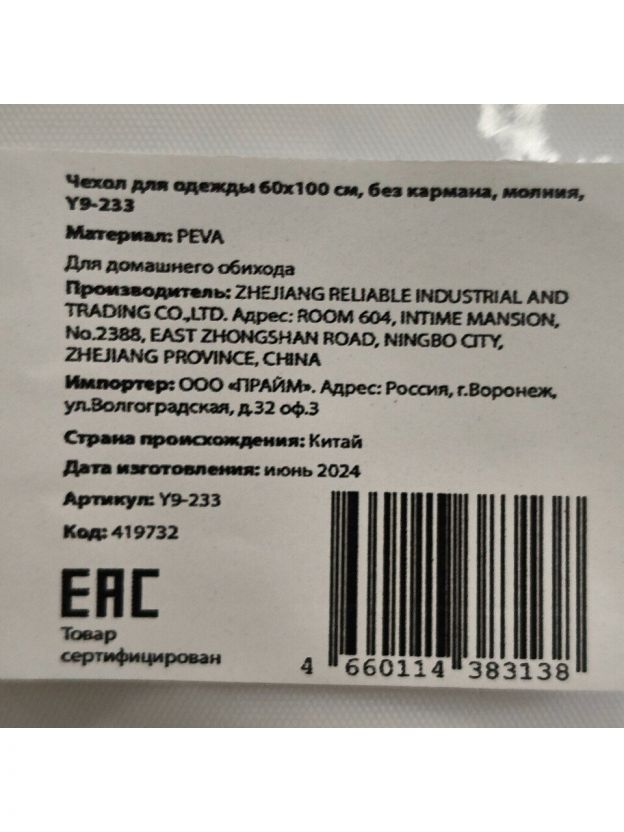 Чехол для одежды 60x100 см, без кармана, молния,
Y9-233
Материал: PEVA
Для домашнего обихода
Производитель: ZHEJIANG RELIABLE INDUSTRIAL AND
TRADING CO.,LTD. Адрес: ROOM 604, INTIME MANSION,
No.2388, EAST ZHONGSHAN ROAD, NINGBO CITY,
ZHEJIANG PROVINCE, CHINA
Импортер: ООО «ПРАЙМ». Адрес: Россия, г.Воронеж,
ул.Волгоградская, д.32 оф.3
Страна происхождения: Китай
Дата изготовления: июнь 2024
Артикул: Y9-233
Код: 419732
EAC
Товар
сертифицирован
4 660114 383138